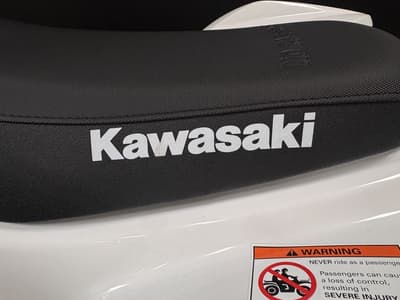 Kawasaki
WARNING
NEVER ride as a passenger
Passengers can cau
a loss of control,
resulting in
SEVERE INJURY